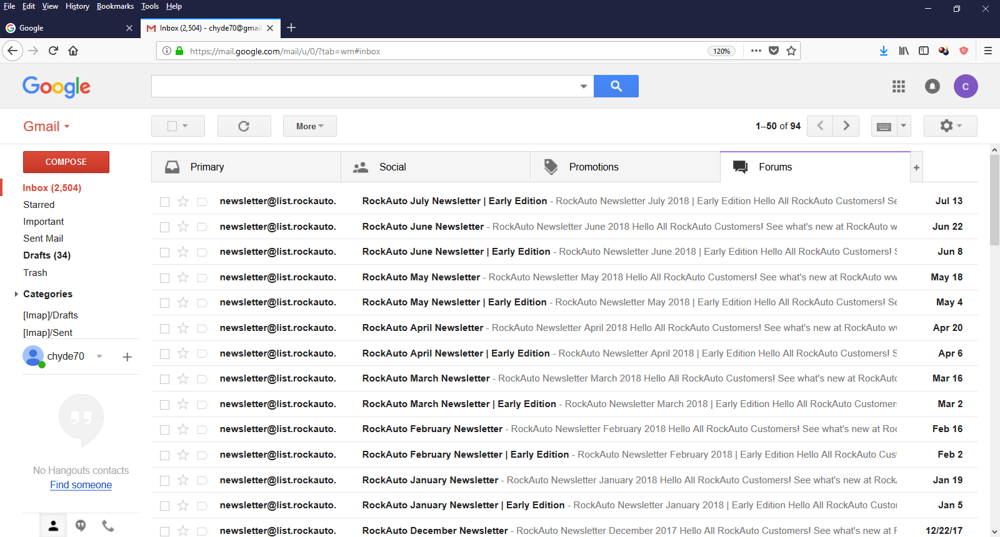 File Edit View History Bookmarks Tools Help
Google
Inbox (2,504) - chyde70@gmail
https://mail.google.com/mail/u/0/?tab=wm#inbox
120%
Google
C
Gmail
More
1–50 of 94
COMPOSE
Inbox (2,504)
Starred
Important
Sent Mail
Drafts (34)
Trash
Categories
[Imap]/Drafts
[Imap]/Sent
chyde70
No Hangouts contacts
Find someone
Primary
Social
Promotions
Forums
newsletter@list.rockauto. RockAuto July Newsletter | Early Edition - RockAuto Newsletter July 2018 | Early Edition Hello All RockAuto Customers! Se Jul 13
newsletter@list.rockauto. RockAuto June Newsletter - RockAuto Newsletter June 2018 Hello All RockAuto Customers! See what's new at RockAuto w Jun 22
newsletter@list.rockauto. RockAuto June Newsletter | Early Edition - RockAuto Newsletter June 2018 | Early Edition Hello All RockAuto Customers! S Jun 8
newsletter@list.rockauto. RockAuto May Newsletter - RockAuto Newsletter May 2018 Hello All RockAuto Customers! See what's new at RockAuto ww May 18
newsletter@list.rockauto. RockAuto May Newsletter | Early Edition - RockAuto Newsletter May 2018 | Early Edition Hello All RockAuto Customers! Se May 4
newsletter@list.rockauto. RockAuto April Newsletter - RockAuto Newsletter April 2018 Hello All RockAuto Customers! See what's new at RockAuto ww Apr 20
newsletter@list.rockauto. RockAuto April Newsletter | Early Edition - RockAuto Newsletter April 2018 | Early Edition Hello All RockAuto Customers! S Apr 6
newsletter@list.rockauto. RockAuto March Newsletter - RockAuto Newsletter March 2018 Hello All RockAuto Customers! See what's new at RockAuto Mar 16
newsletter@list.rockauto. RockAuto March Newsletter | Early Edition - RockAuto Newsletter March 2018 | Early Edition Hello All RockAuto Customer Mar 2
newsletter@list.rockauto. RockAuto February Newsletter - RockAuto Newsletter February 2018 Hello All RockAuto Customers! See what's new at Roc Feb 16
newsletter@list.rockauto. RockAuto February Newsletter | Early Edition - RockAuto Newsletter February 2018 | Early Edition Hello All RockAuto Cust Feb 2
newsletter@list.rockauto. RockAuto January Newsletter - RockAuto Newsletter January 2018 Hello All RockAuto Customers! See what's new at Rock Jan 19
newsletter@list.rockauto. RockAuto January Newsletter | Early Edition - RockAuto Newsletter January 2018 | Early Edition Hello All RockAuto Custo Jan 5
newsletter@list.rockauto. RockAuto December Newsletter - RockAuto Newsletter December 2017 Hello All RockAuto Customers! See what's new at 12/22/17